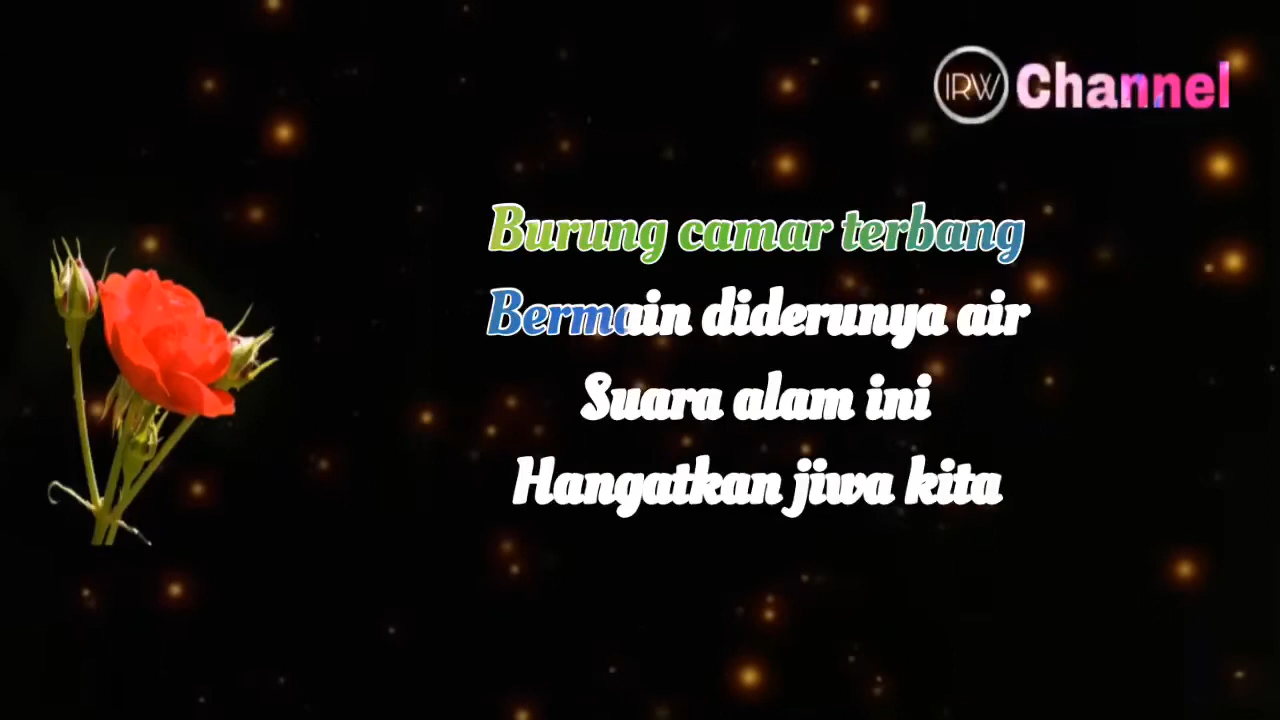 IRW Channel
Burung camar terbang
Bermain diderunya air
Suara alam ini
Hangatkan jiwa kita